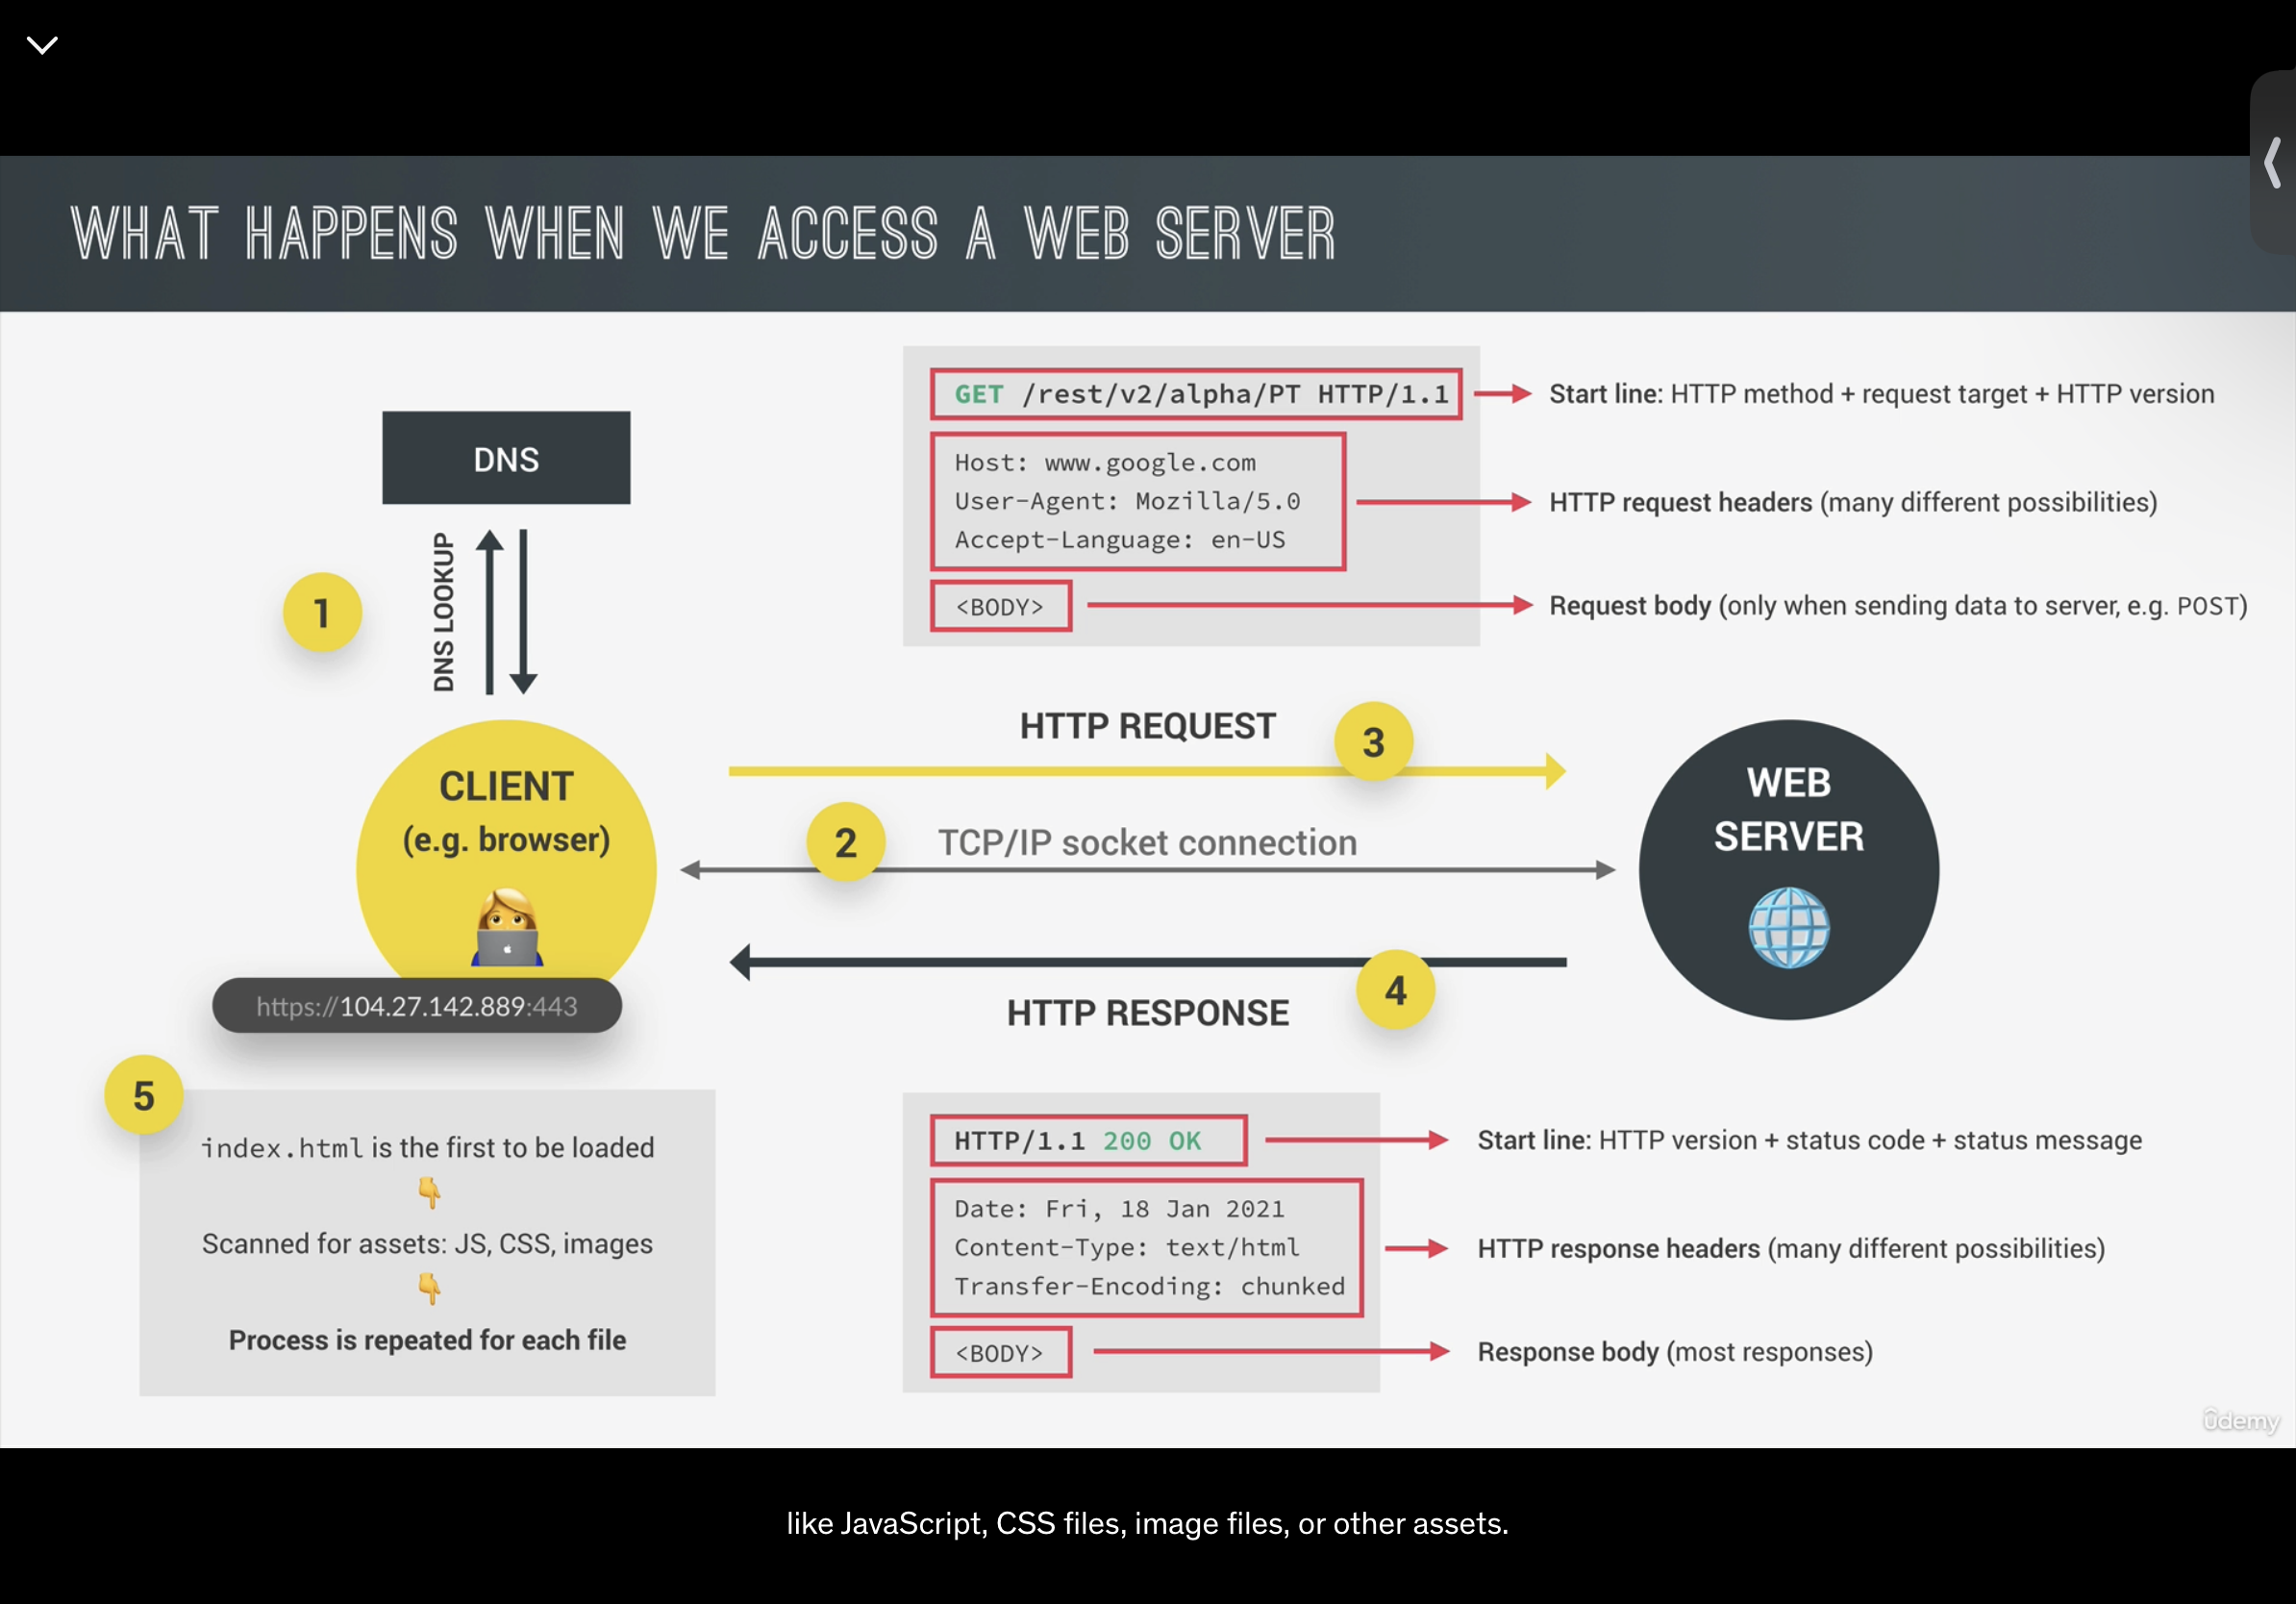 WHAT HAPPENS WHEN WE ACCESS A WEB SERVER
DNS
DNS LOOKUP
1
CLIENT
(e.g. browser)
https://104.27.142.889:443
GET /rest/v2/alpha/PT HTTP/1.1
Start line: HTTP method + request target + HTTP version
Host: www.google.com
User-Agent: Mozilla/5.0
Accept-Language: en-US
HTTP request headers (many different possibilities)
<BODY>
Request body (only when sending data to server, e.g. POST)
HTTP REQUEST
3
2
TCP/IP socket connection
WEB
SERVER
4
HTTP RESPONSE
5
index.html is the first to be loaded
Scanned for assets: JS, CSS, images
Process is repeated for each file
HTTP/1.1 200 OK
Start line: HTTP version + status code + status message
Date: Fri, 18 Jan 2021
Content-Type: text/html
Transfer-Encoding: chunked
HTTP response headers (many different possibilities)
<BODY>
Response body (most responses)
ûdemy
like JavaScript, CSS files, image files, or other assets.